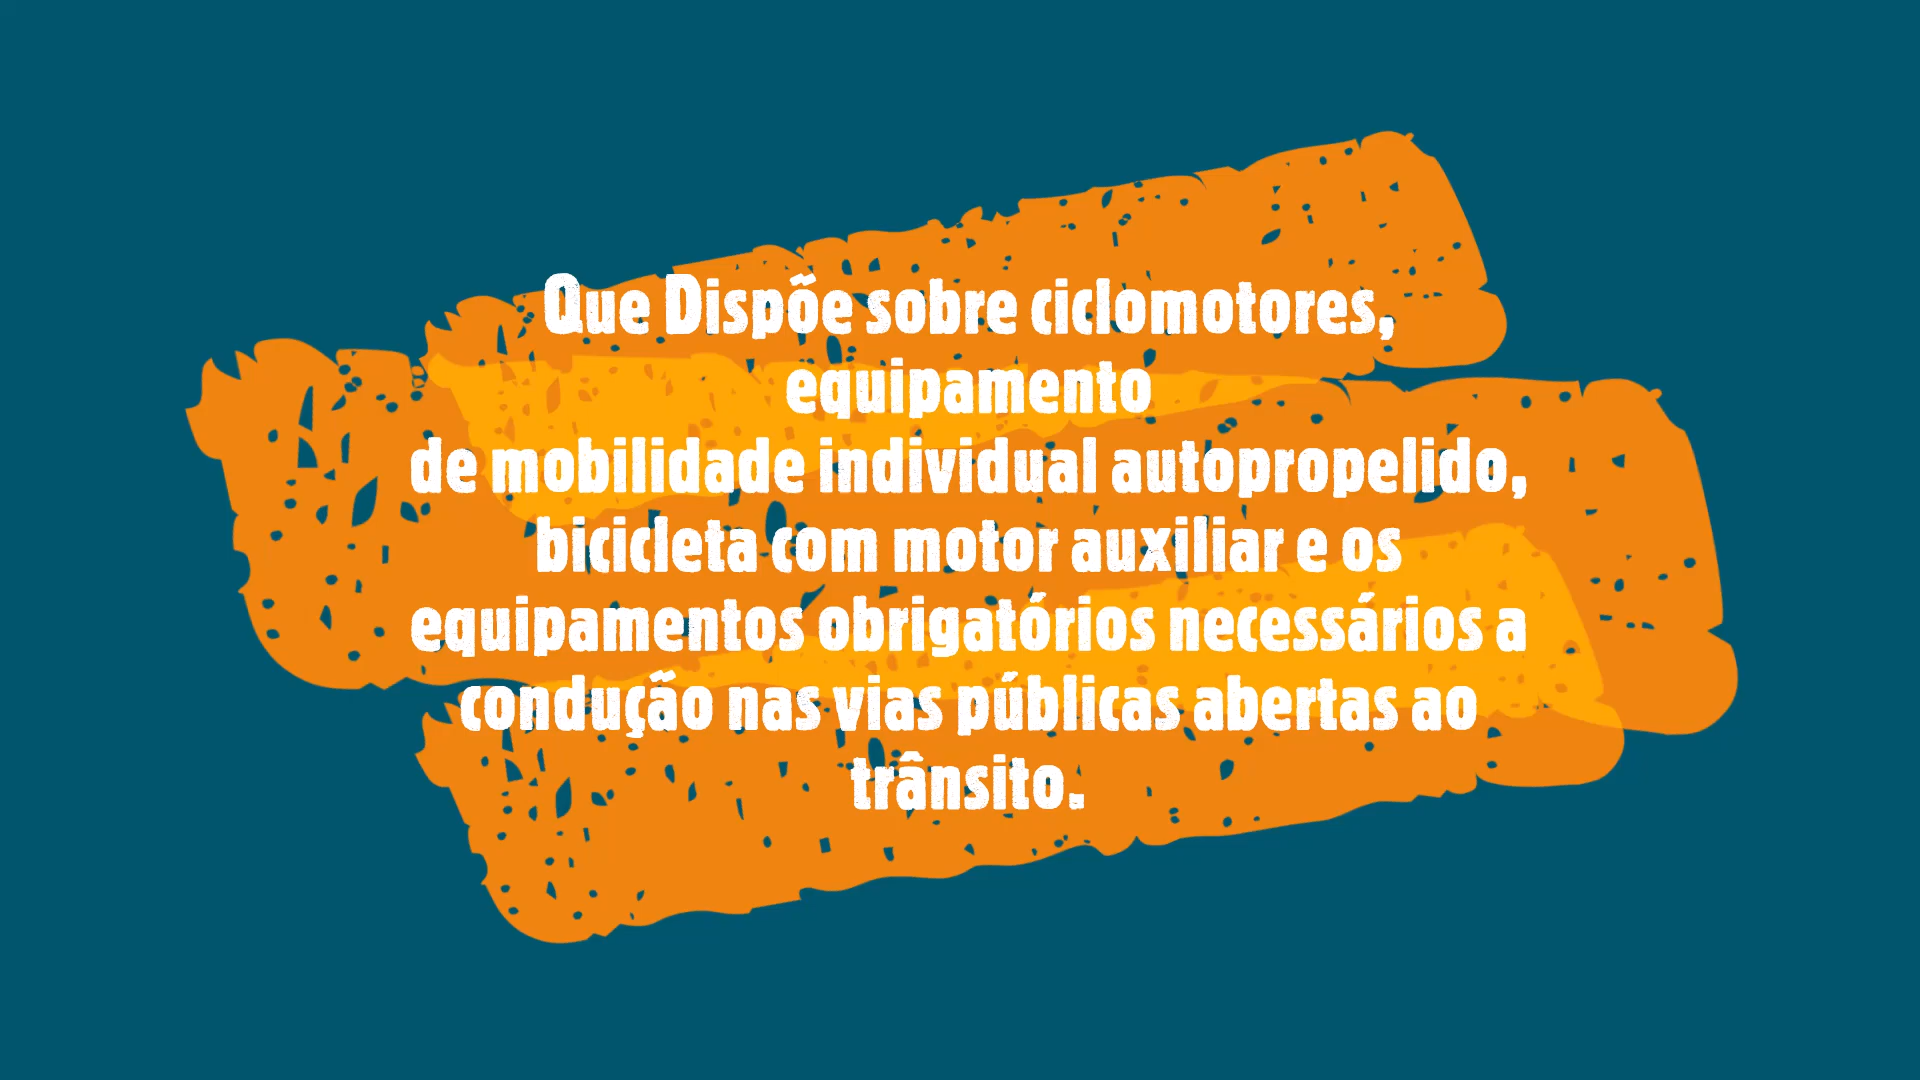 Que Dispõe sobre ciclomotores,
equipamento
de mobilidade individual autopropelido,
bicicleta com motor auxiliar e os
equipamentos obrigatórios necessários a
condução nas vias públicas abertas ao
trânsito.